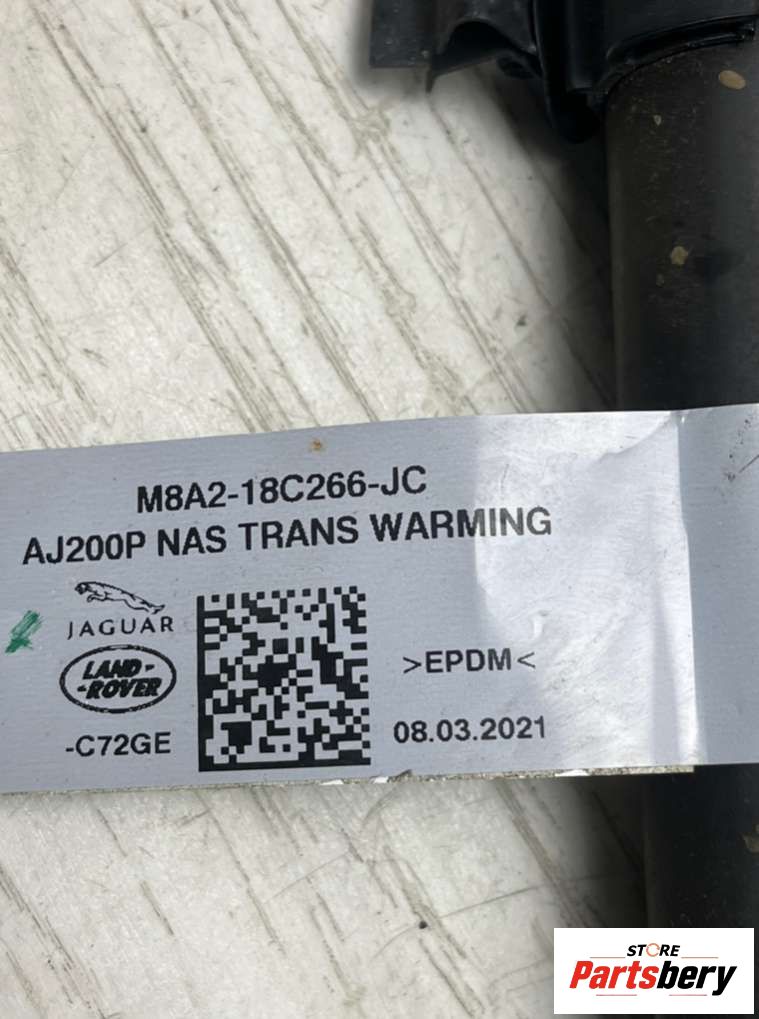 M8A2-18C266-JC
AJ200P NAS TRANS WARMING
JAGUAR
LAND-
-ROVER
>EPDM<
-C72GE
08.03.2021
STORE
Partsbery